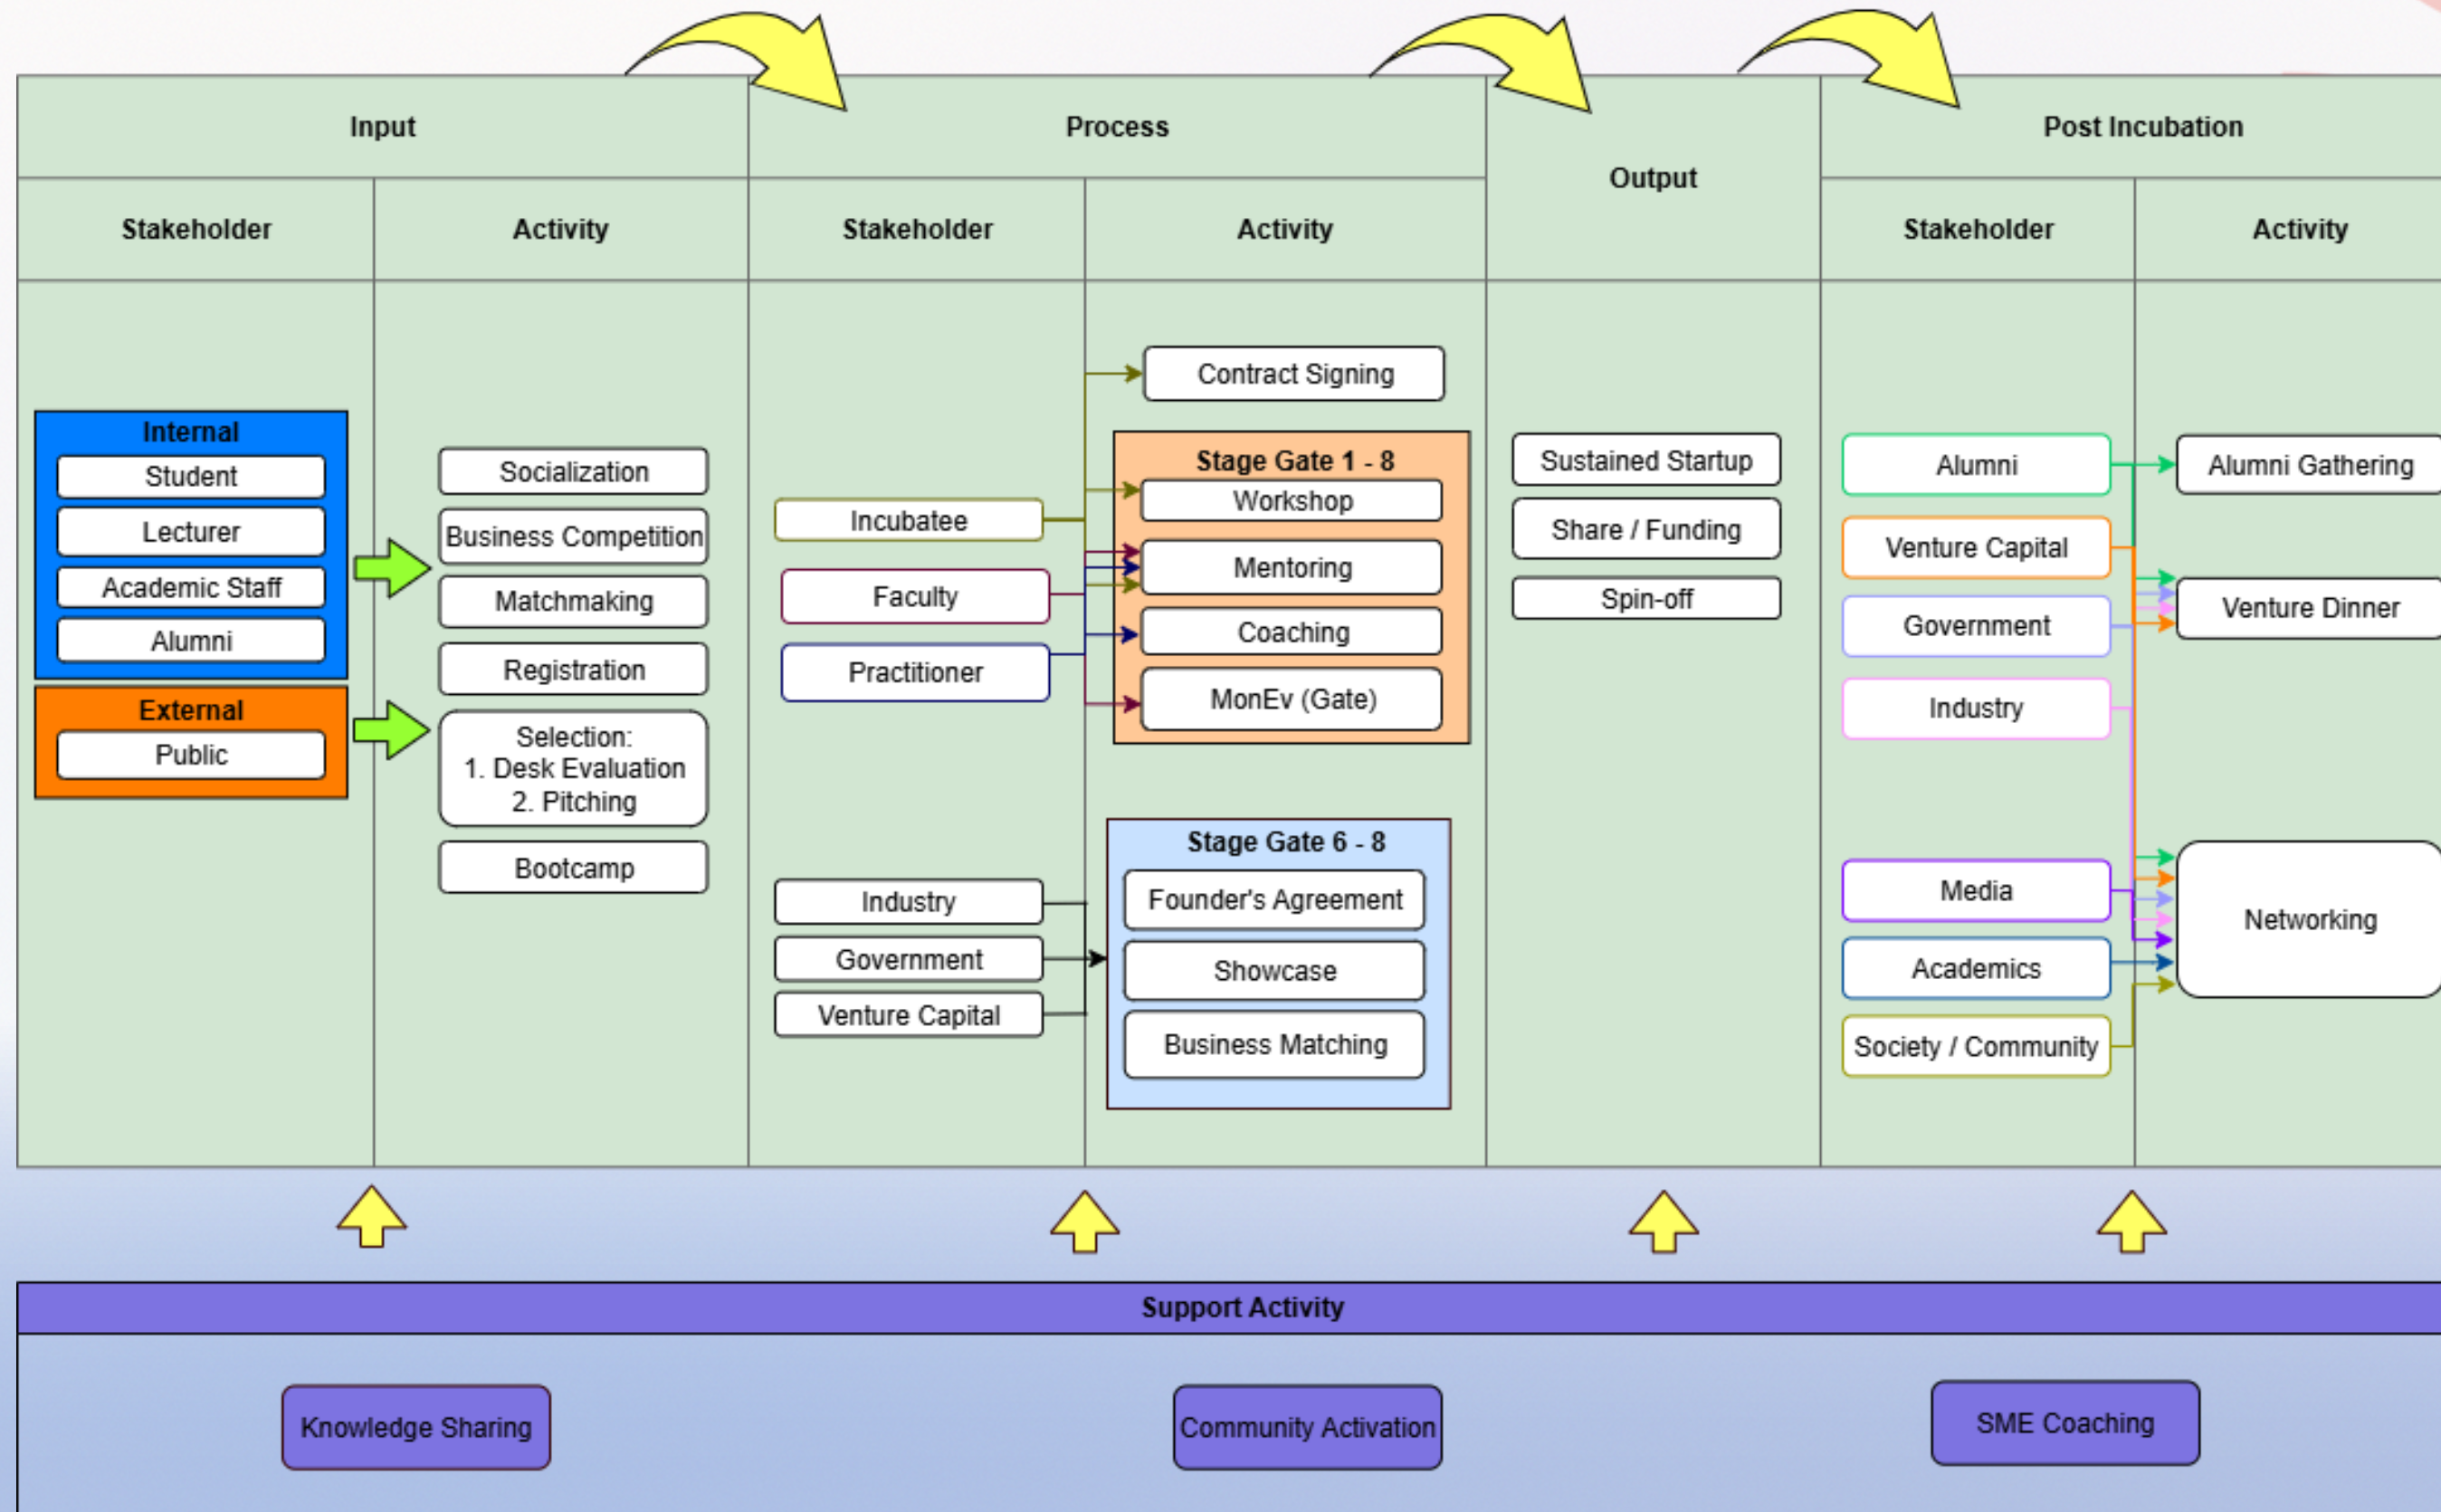 Input
Process
Output
Post Incubation
Stakeholder
Activity
Stakeholder
Activity
Stakeholder
Activity
Internal
Student
Lecturer
Academic Staff
Alumni
External
Public
Socialization
Business Competition
Matchmaking
Registration
Selection:
1. Desk Evaluation
2. Pitching
Bootcamp
Incubatee
Faculty
Practitioner
Industry
Government
Venture Capital
Contract Signing
Stage Gate 1 - 8
Workshop
Mentoring
Coaching
MonEv (Gate)
Stage Gate 6 - 8
Founder's Agreement
Showcase
Business Matching
Sustained Startup
Share / Funding
Spin-off
Alumni
Venture Capital
Government
Industry
Media
Academics
Society / Community
Alumni Gathering
Venture Dinner
Networking
Support Activity
Knowledge Sharing
Community Activation
SME Coaching